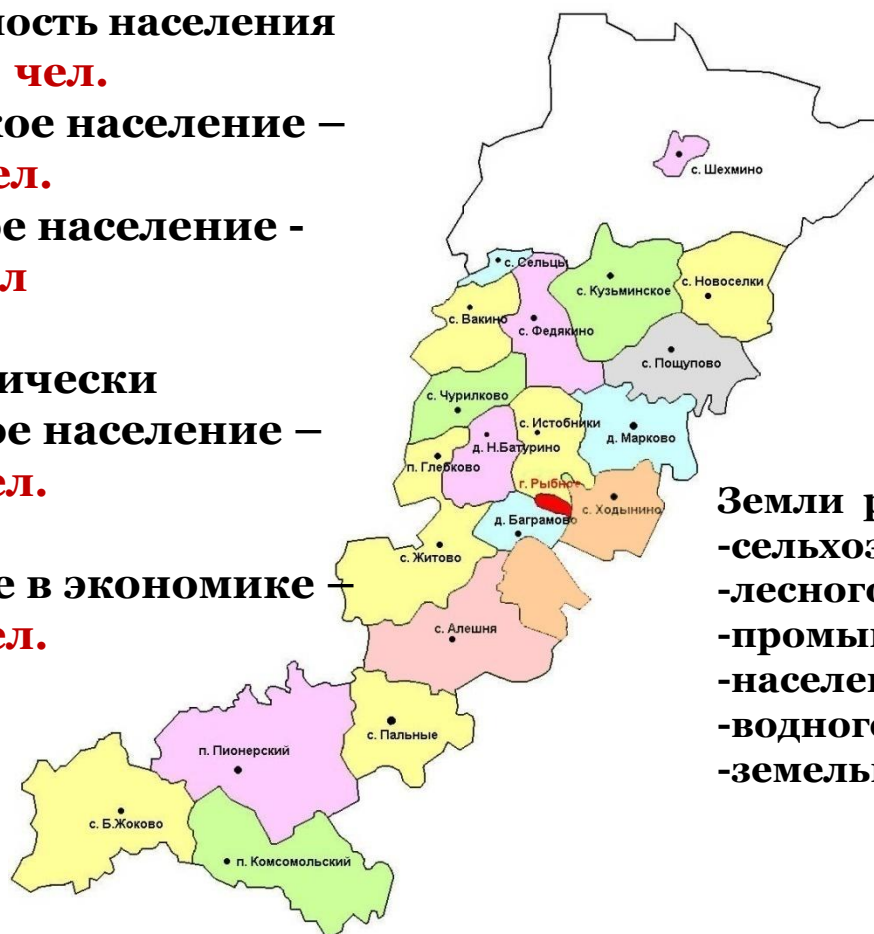 ность населения
чел.
кое население –
ел.
ое население -
л
ически
ое население –
ел.
е в экономике –
ел.
с. Шехмино
с. Сельцы
с. Кузьминское
с. Новоселки
с. Вакино
с. Федякино
с. Пощупово
с. Чурилково
с. Истобники
д. Марково
д. Н.Батурино
п. Глебково
г. Рыбное
с. Ходынино
д. Баграмово
с. Житово
с. Алешня
с. Пальные
п. Пионерский
с. Б.Жоково
п. Комсомольский
Земли р
-сельхоз
-лесного
-промыш
-населен
-водного
-земелы